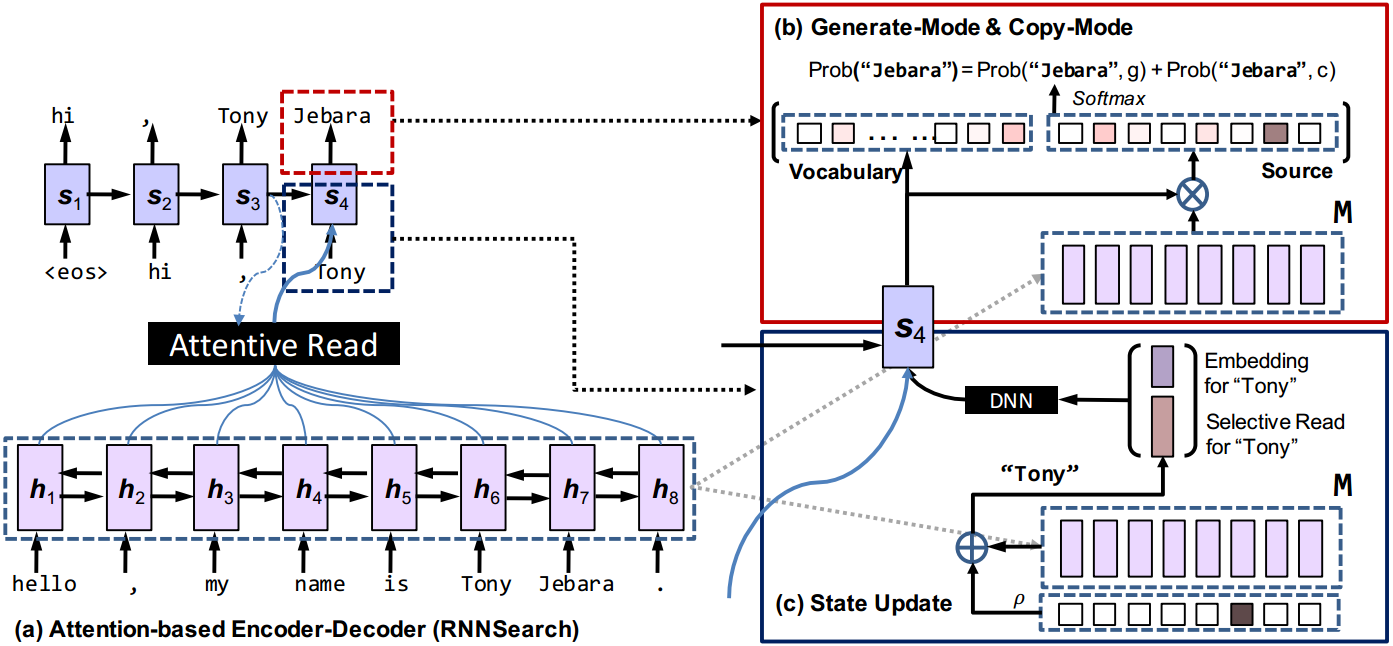 hi , Tony Jebara
s1 s2 s3 s4
<eos> hi , Tony
Attentive Read
h1 h2 h3 h4 h5 h6 h7 h8
hello , my name is Tony Jebara .
(a) Attention-based Encoder-Decoder (RNNSearch)
(b) Generate-Mode & Copy-Mode
Prob(“Jebara”) = Prob(“Jebara”, g) + Prob(“Jebara”, c)
Softmax
... ...
Vocabulary
Source
M
s4
DNN
Embedding
for “Tony”
Selective Read
for “Tony”
“Tony”
M
ρ
(c) State Update